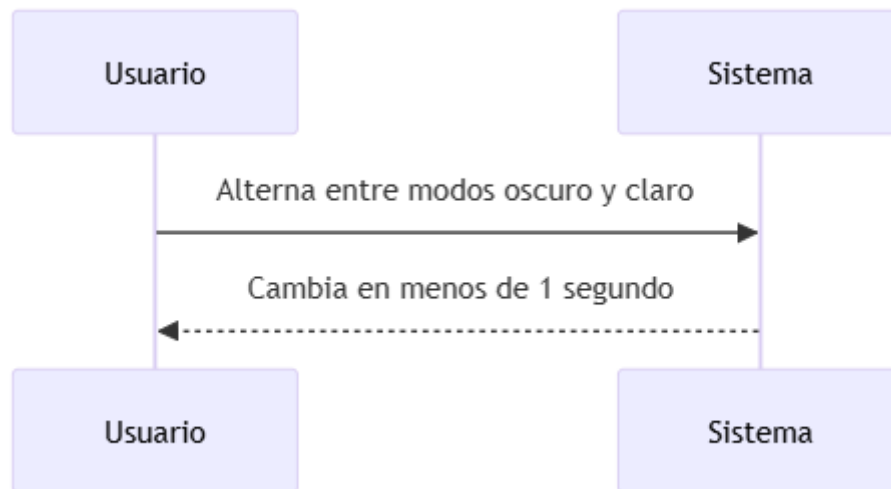 Usuario
Sistema
Alterna entre modos oscuro y claro
Cambia en menos de 1 segundo
Usuario
Sistema